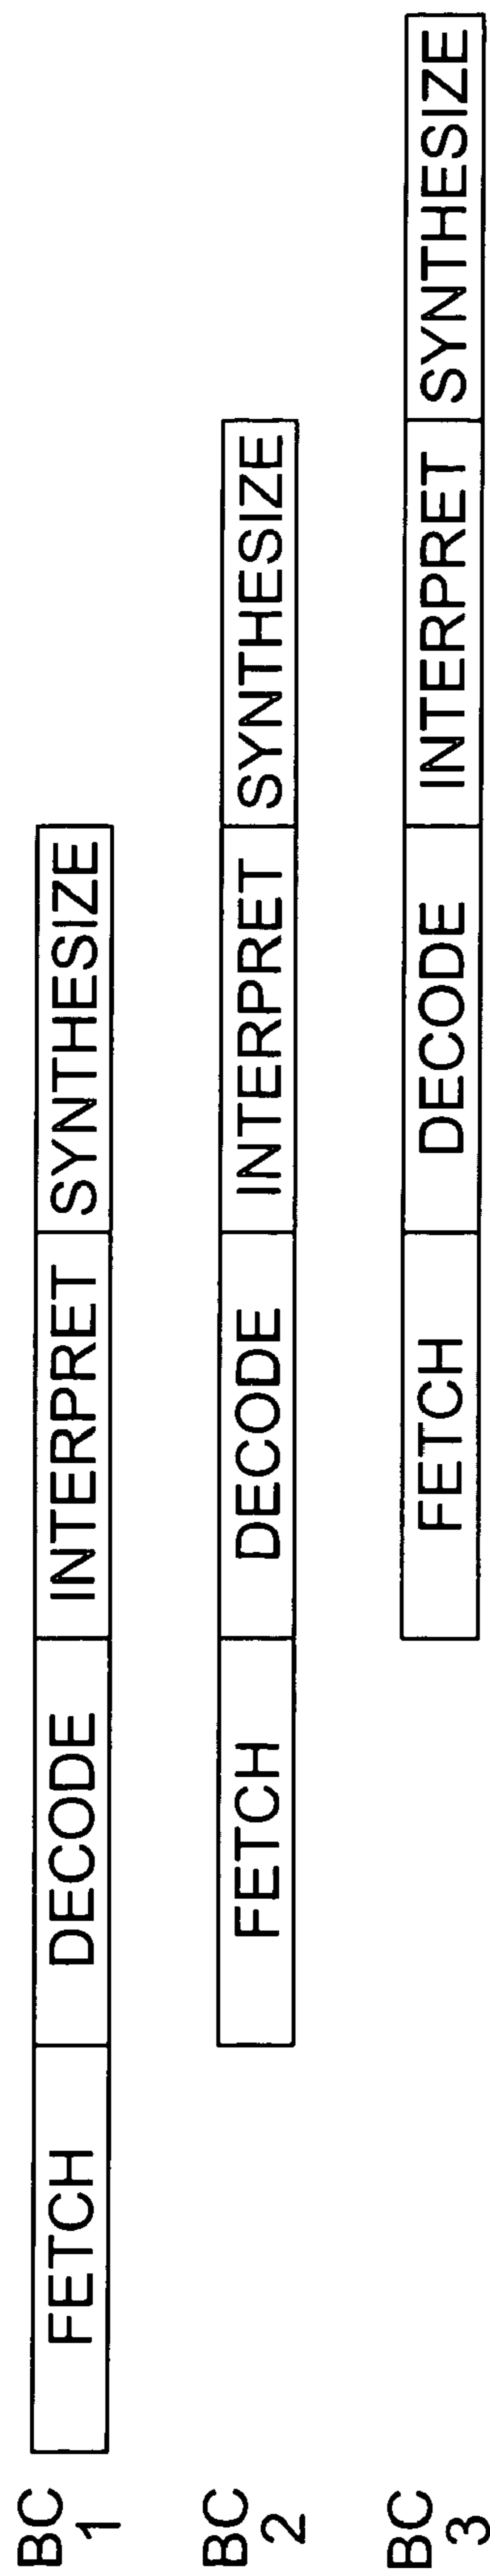 BC 1 FETCH DECODE INTERPRET SYNTHESIZE
BC 2 FETCH DECODE INTERPRET SYNTHESIZE
BC 3 FETCH DECODE INTERPRET SYNTHESIZE